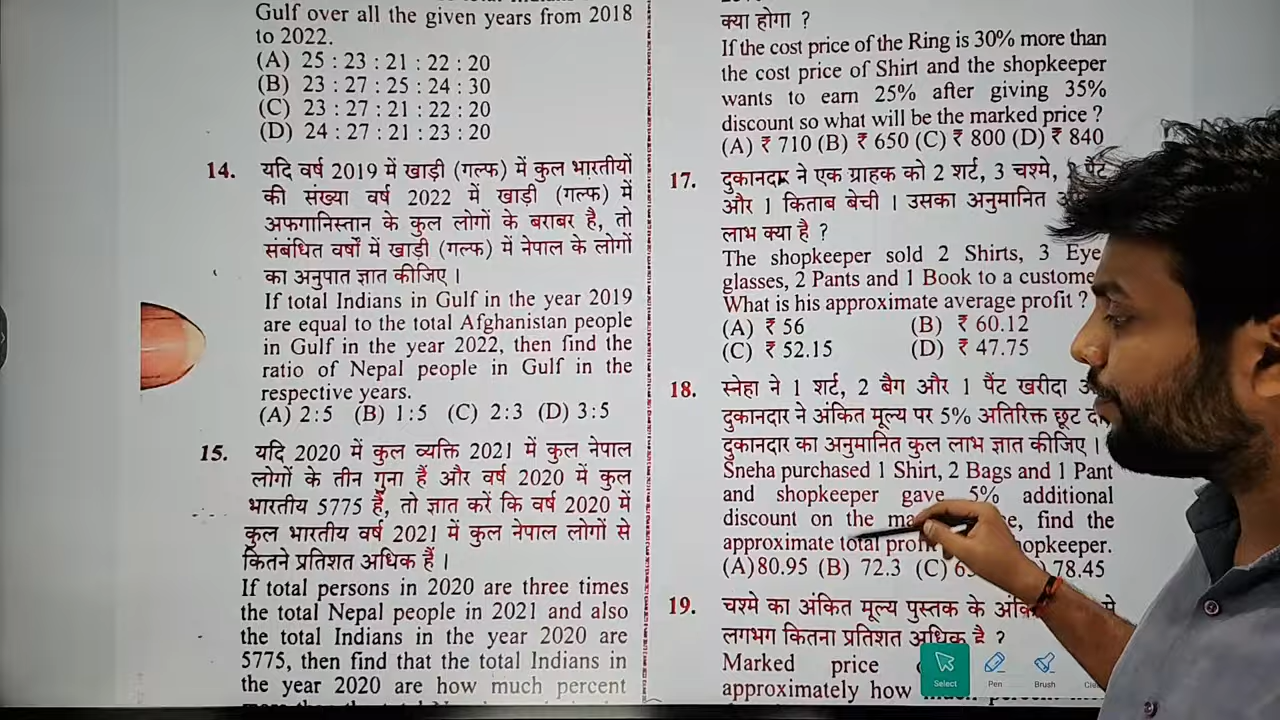 Gulf over all the given years from 2018
to 2022.
(A) 25 : 23 : 21 : 22 : 20
(B) 23 : 27 : 25 : 24 : 30
(C) 23 : 27 : 21 : 22 : 20
(D) 24 : 27 : 21 : 23 : 20
14. यदि वर्ष 2019 में खाड़ी (गल्फ) में कुल भारतीयों
की संख्या वर्ष 2022 में खाड़ी (गल्फ) में
अफगानिस्तान के कुल लोगों के बराबर है, तो
संबंधित वर्षों में खाड़ी (गल्फ) में नेपाल के लोगों
का अनुपात ज्ञात कीजिए ।
If total Indians in Gulf in the year 2019
are equal to the total Afghanistan people
in Gulf in the year 2022, then find the
ratio of Nepal people in Gulf in the
respective years.
(A) 2 : 5 (B) 1 : 5 (C) 2 : 3 (D) 3 : 5
15. यदि 2020 में कुल व्यक्ति 2021 में कुल नेपाल
लोगों के तीन गुना हैं और वर्ष 2020 में कुल
भारतीय 5775 हैं, तो ज्ञात करें कि वर्ष 2020 में
कुल भारतीय वर्ष 2021 में कुल नेपाल लोगों से
कितने प्रतिशत अधिक हैं ।
If total persons in 2020 are three times
the total Nepal people in 2021 and also
the total Indians in the year 2020 are
5775, then find that the total Indians in
the year 2020 are how much percent
क्या होगा ?
If the cost price of the Ring is 30% more than
the cost price of Shirt and the shopkeeper
wants to earn 25% after giving 35%
discount so what will be the marked price ?
(A) ₹ 710 (B) ₹ 650 (C) ₹ 800 (D) ₹ 840
17. दुकानदार ने एक ग्राहक को 2 शर्ट, 3 चश्मे, पैंट
और 1 किताब बेची । उसका अनुमानित
लाभ क्या है ?
The shopkeeper sold 2 Shirts, 3 Eye
glasses, 2 Pants and 1 Book to a custome
What is his approximate average profit ?
(A) ₹ 56 (B) ₹ 60.12
(C) ₹ 52.15 (D) ₹ 47.75
18. स्नेहा ने 1 शर्ट, 2 बैग और 1 पैंट खरीदा
दुकानदार ने अंकित मूल्य पर 5% अतिरिक्त छूट
दुकानदार का अनुमानित कुल लाभ ज्ञात कीजिए ।
Sneha purchased 1 Shirt, 2 Bags and 1 Pant
and shopkeeper gave 5% additional
discount on the find the
approximate total
(A) 80.95 (B) 72.3 (C) 78.45
19. चश्मे का अंकित मूल्य पुस्तक के
लगभग कितना प्रतिशत अधिक है ?
Marked price
approximately how
Select
Pen
Brush